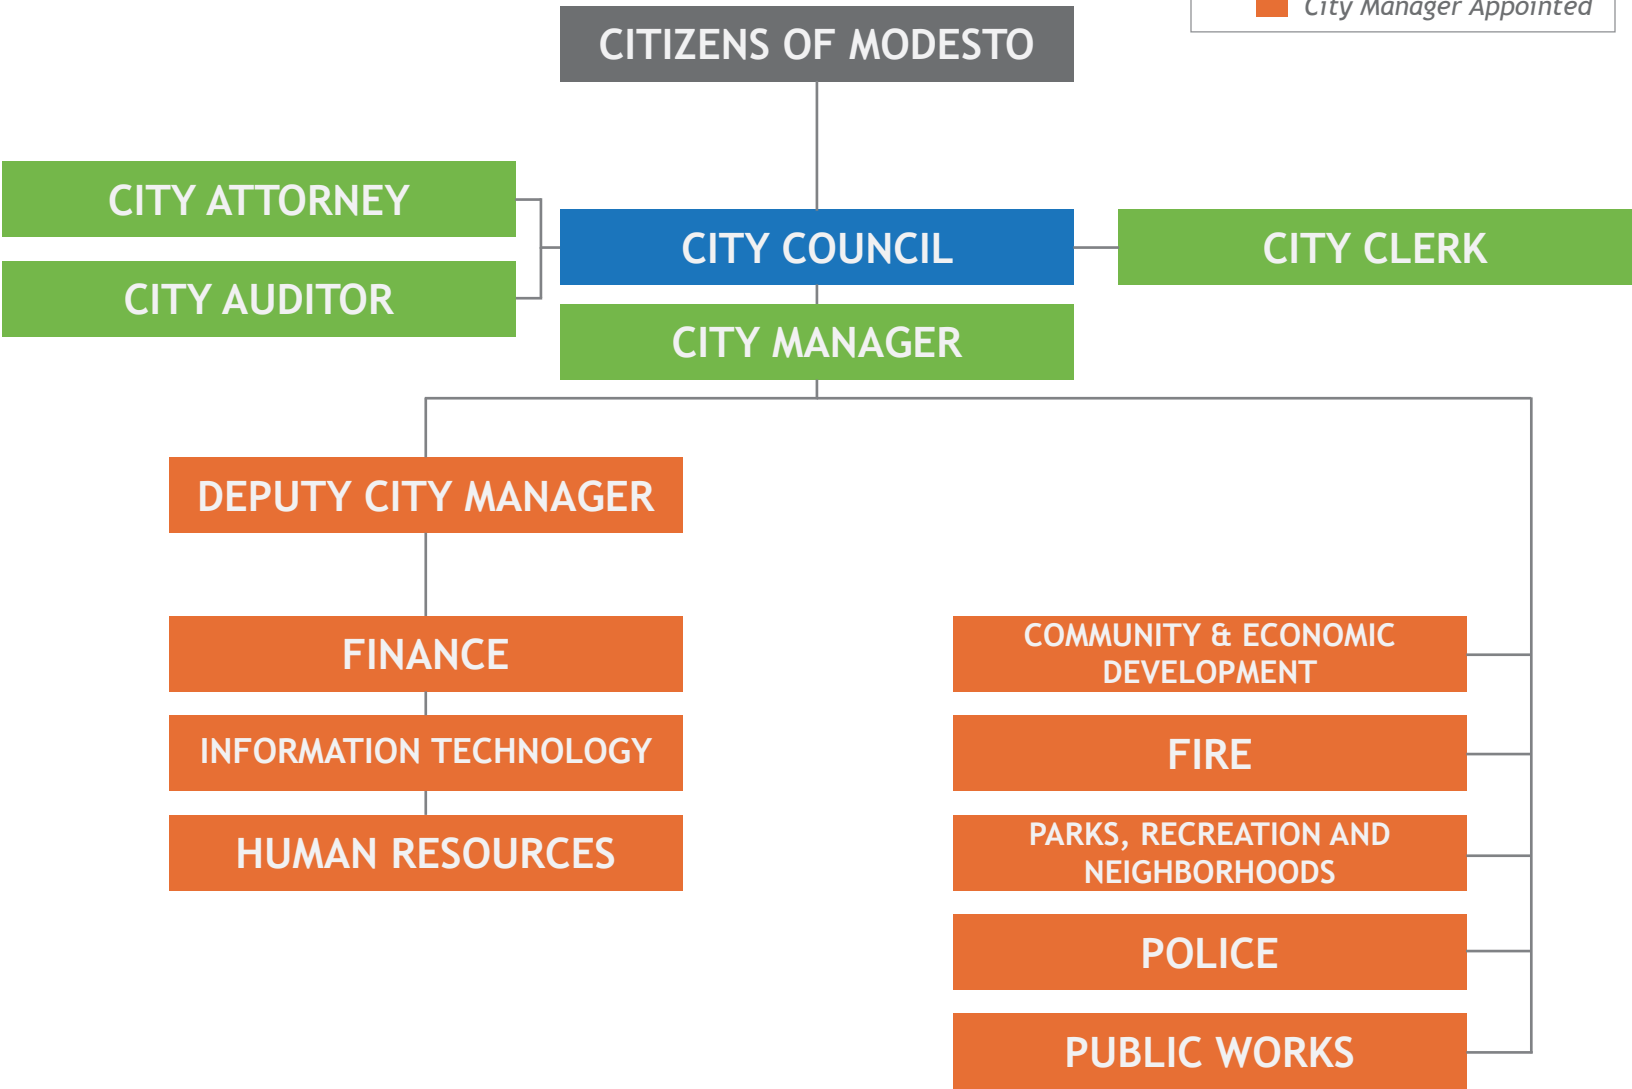 City Manager Appointed
CITIZENS OF MODESTO
CITY ATTORNEY
CITY AUDITOR
CITY COUNCIL
CITY CLERK
CITY MANAGER
DEPUTY CITY MANAGER
FINANCE
INFORMATION TECHNOLOGY
HUMAN RESOURCES
COMMUNITY & ECONOMIC
DEVELOPMENT
FIRE
PARKS, RECREATION AND
NEIGHBORHOODS
POLICE
PUBLIC WORKS